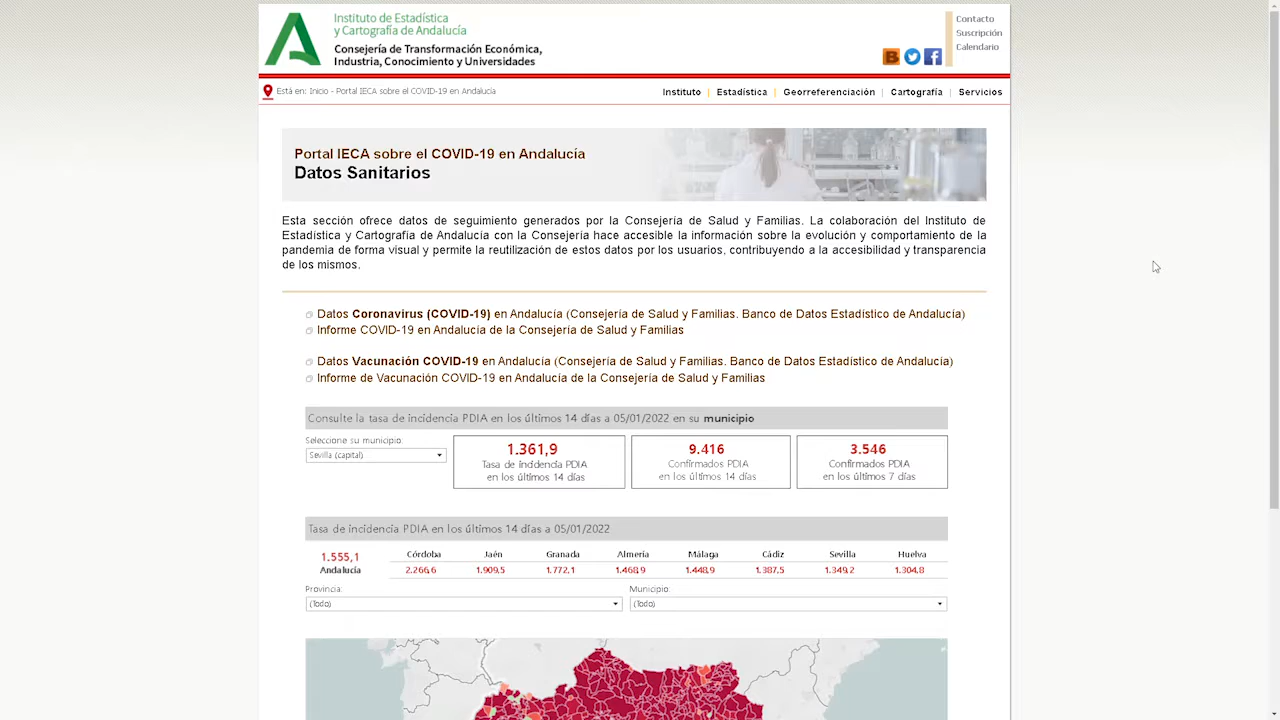 Instituto de Estadística
y Cartografía de Andalucía
Consejería de Transformación Económica,
Industria, Conocimiento y Universidades
Contacto
Suscripción
Calendario
Está en: Inicio - Portal IECA sobre el COVID-19 en Andalucía
Instituto Estadística Georreferenciación Cartografía Servicios
Portal IECA sobre el COVID-19 en Andalucía
Datos Sanitarios
Esta sección ofrece datos de seguimiento generados por la Consejería de Salud y Familias. La colaboración del Instituto de
Estadística y Cartografía de Andalucía con la Consejería hace accesible la información sobre la evolución y comportamiento de la
pandemia de forma visual y permite la reutilización de estos datos por los usuarios, contribuyendo a la accesibilidad y transparencia
de los mismos.
Datos Coronavirus (COVID-19) en Andalucía (Consejería de Salud y Familias. Banco de Datos Estadístico de Andalucía)
Informe COVID-19 en Andalucía de la Consejería de Salud y Familias
Datos Vacunación COVID-19 en Andalucía (Consejería de Salud y Familias. Banco de Datos Estadístico de Andalucía)
Informe de Vacunación COVID-19 en Andalucía de la Consejería de Salud y Familias
Consulte la tasa de incidencia PDIA en los últimos 14 días a 05/01/2022 en su municipio
Seleccione su municipio:
Sevilla (capital)
1.361,9
Tasa de incidencia PDIA
en los últimos 14 días
9.416
Confirmados PDIA
en los últimos 14 días
3.546
Confirmados PDIA
en los últimos 7 días
Tasa de incidencia PDIA en los últimos 14 días a 05/01/2022
1.555,1
Andalucía
Córdoba Jaén Granada Almería Málaga Cádiz Sevilla Huelva
2.266,6 1.909,5 1.772,1 1.468,9 1.448,9 1.387,5 1.349,2 1.304,8
Provincia: Municipio:
(Todo) (Todo)